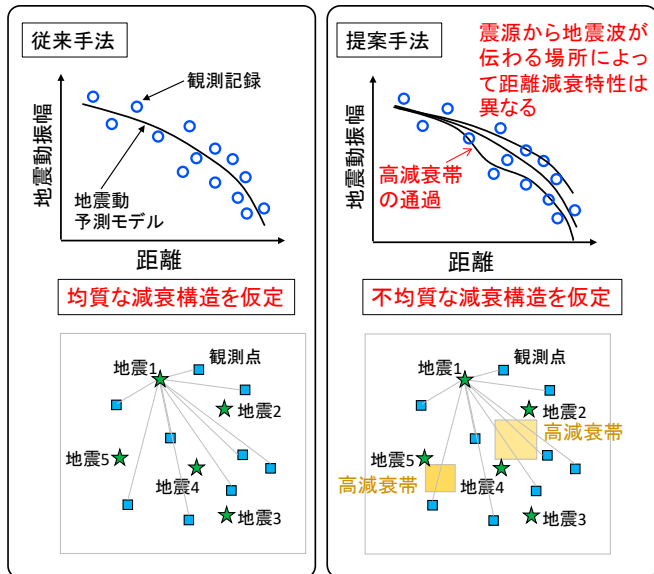 従来手法
観測記録
地震動振幅
地震動
予測モデル
距離
均質な減衰構造を仮定
地震1
観測点
地震2
地震5
地震4
地震3
提案手法
震源から地震波が
伝わる場所によっ
て距離減衰特性は
異なる
地震動振幅
高減衰帯
の通過
距離
不均質な減衰構造を仮定
地震1
観測点
地震2
高減衰帯
地震5
高減衰帯
地震4
地震3